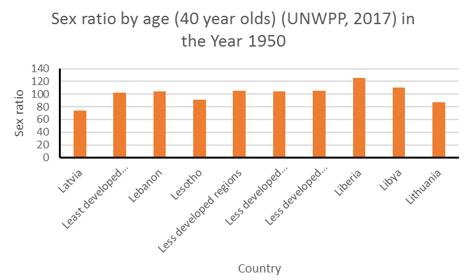 Sex ratio by age (40 year olds) (UNWPP, 2017) in
the Year 1950
Sex ratio
140
120
100
80
60
40
20
0
Latvia
Least developed...
Lebanon
Lesotho
Less developed regions
Less developed...
Less developed...
Liberia
Libya
Lithuania
Country